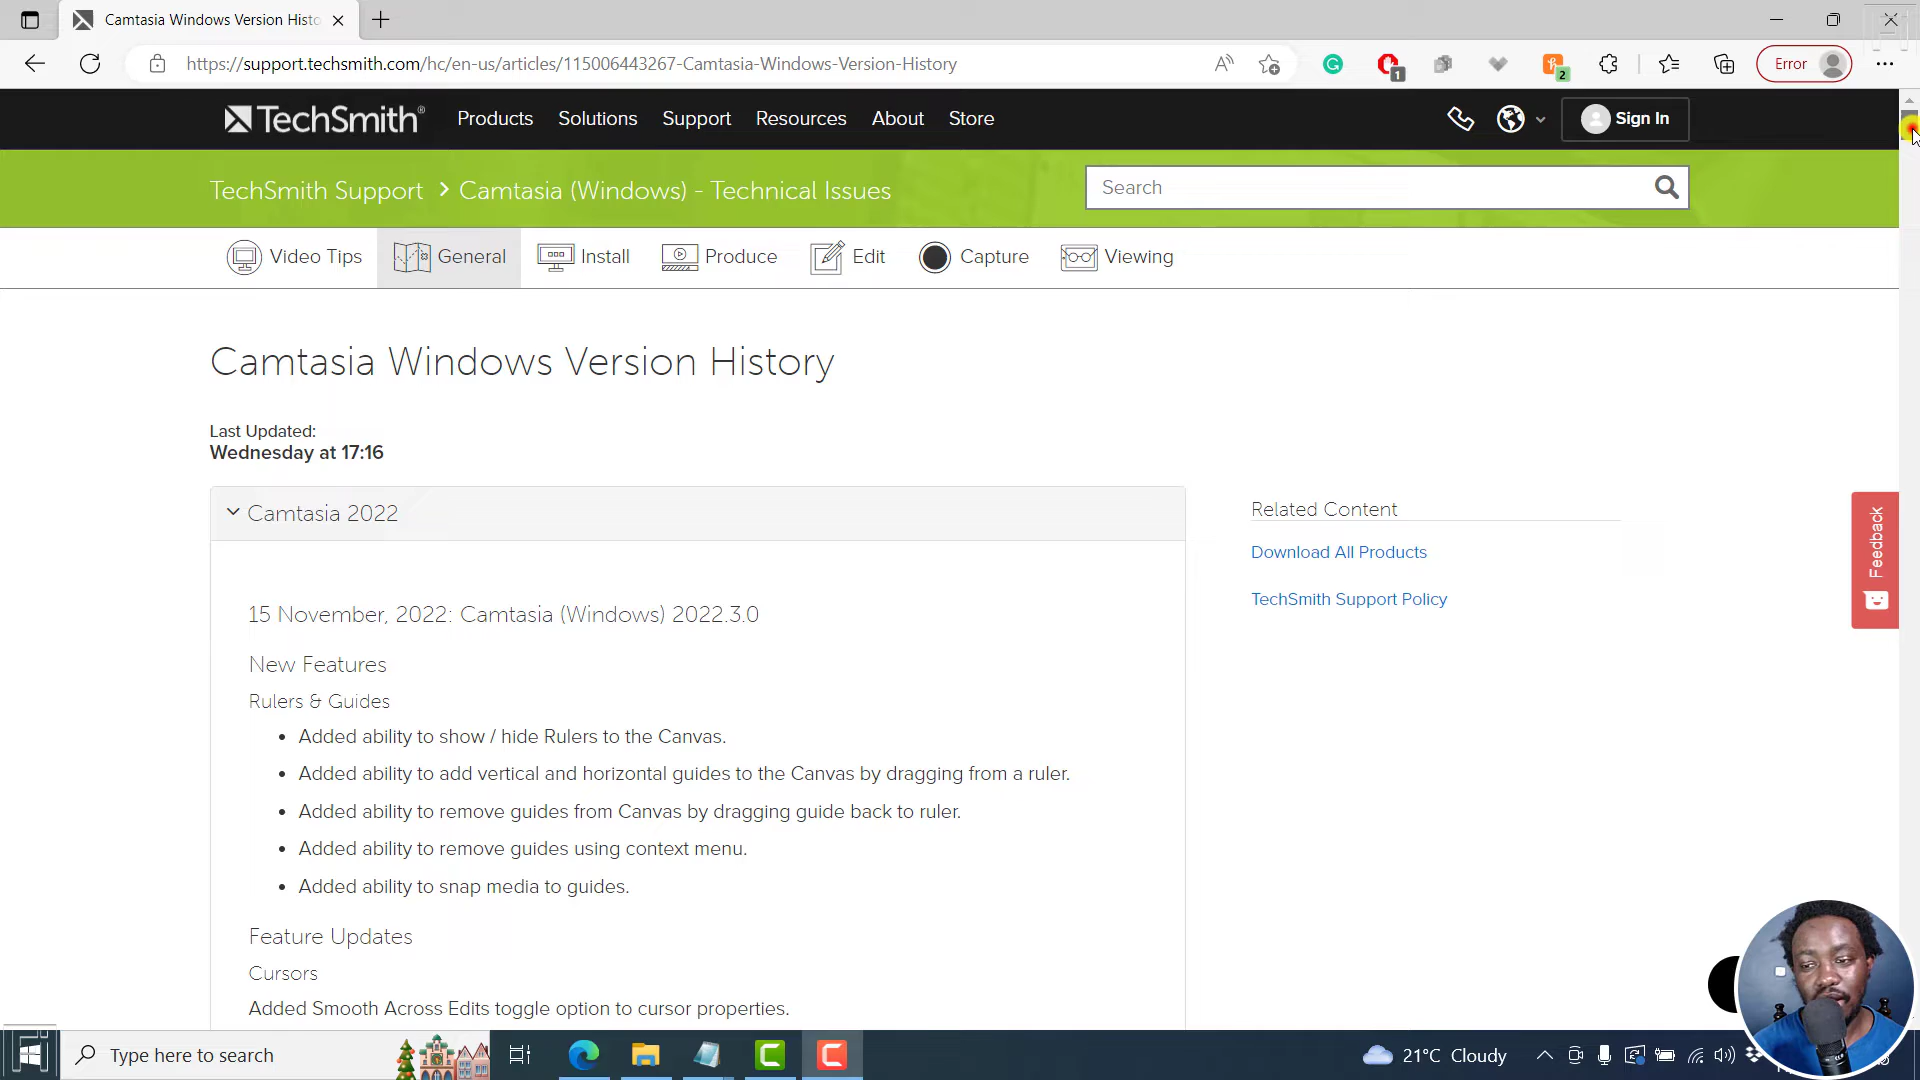 Camtasia Windows Version Histo
https://support.techsmith.com/hc/en-us/articles/115006443267-Camtasia-Windows-Version-History
1
2
Error
TechSmith®
Products
Solutions
Support
Resources
About
Store
Sign In
TechSmith Support > Camtasia (Windows) - Technical Issues
Search
Video Tips
General
Install
Produce
Edit
Capture
Viewing
Camtasia Windows Version History
Last Updated:
Wednesday at 17:16
Camtasia 2022
15 November, 2022: Camtasia (Windows) 2022.3.0
New Features
Rulers & Guides
• Added ability to show / hide Rulers to the Canvas.
• Added ability to add vertical and horizontal guides to the Canvas by dragging from a ruler.
• Added ability to remove guides from Canvas by dragging guide back to ruler.
• Added ability to remove guides using context menu.
• Added ability to snap media to guides.
Feature Updates
Cursors
Added Smooth Across Edits toggle option to cursor properties.
Related Content
Download All Products
TechSmith Support Policy
Feedback
Type here to search
21°C Cloudy